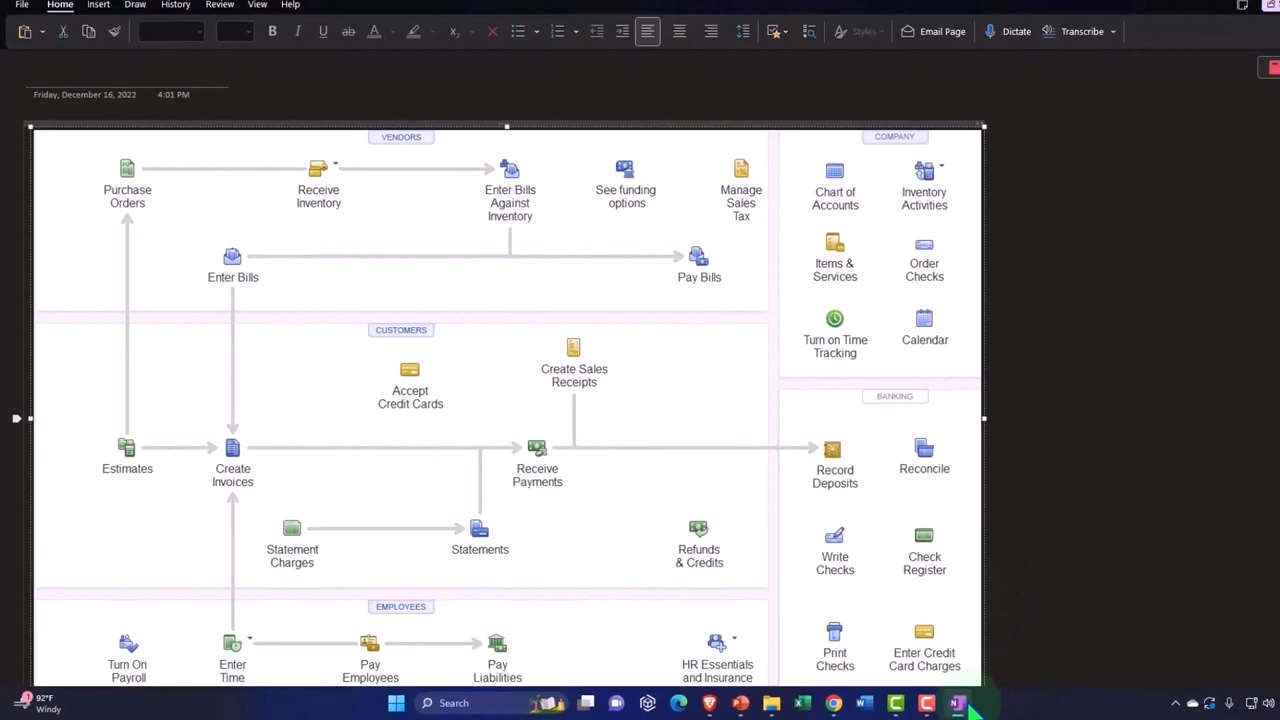 File Home Insert Draw History Review View Help
B I U ab A Styles Email Page Dictate Transcribe
Friday, December 16, 2022 4:01 PM
VENDORS
Purchase
Orders
Receive
Inventory
Enter Bills
Against
Inventory
See funding
options
Manage
Sales
Tax
Enter Bills
Pay Bills
CUSTOMERS
Accept
Credit Cards
Create Sales
Receipts
Estimates
Create
Invoices
Receive
Payments
Statement
Charges
Statements
Refunds
& Credits
EMPLOYEES
Turn On
Payroll
Enter
Time
Pay
Employees
Pay
Liabilities
HR Essentials
and Insurance
COMPANY
Chart of
Accounts
Inventory
Activities
Items &
Services
Order
Checks
Turn on Time
Tracking
Calendar
BANKING
Record
Deposits
Reconcile
Write
Checks
Check
Register
Print
Checks
Enter Credit
Card Charges
1
92°F
Windy
Search